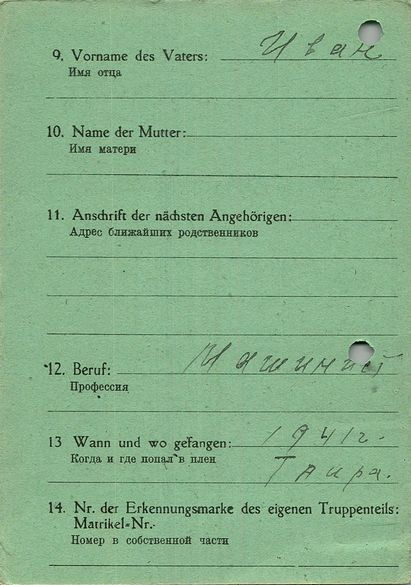 9. Vorname des Vaters: Иван
Имя отца
10. Name der Mutter:
Имя матери
11. Anschrift der nächsten Angehörigen:
Адрес ближайших родственников
12. Beruf: Машинист
Профессия
13 Wann und wo gefangen: 1941 г.
Когда и где попал в плен Таира.
14. Nr. der Erkennungsmarke des eigenen Truppenteils:
Matrikel-Nr.
Номер в собственной части